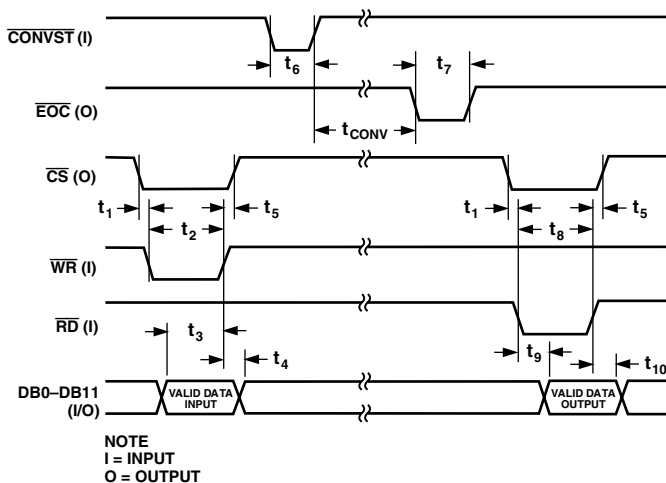 CONVST (I)
t6
t7
EOC (O)
tCONV
CS (O)
t1
t5
t1
t5
t2
t8
WR (I)
RD (I)
t3
t4
t9
t10
DB0–DB11
(I/O)
VALID DATA
INPUT
VALID DATA
OUTPUT
NOTE
I = INPUT
O = OUTPUT